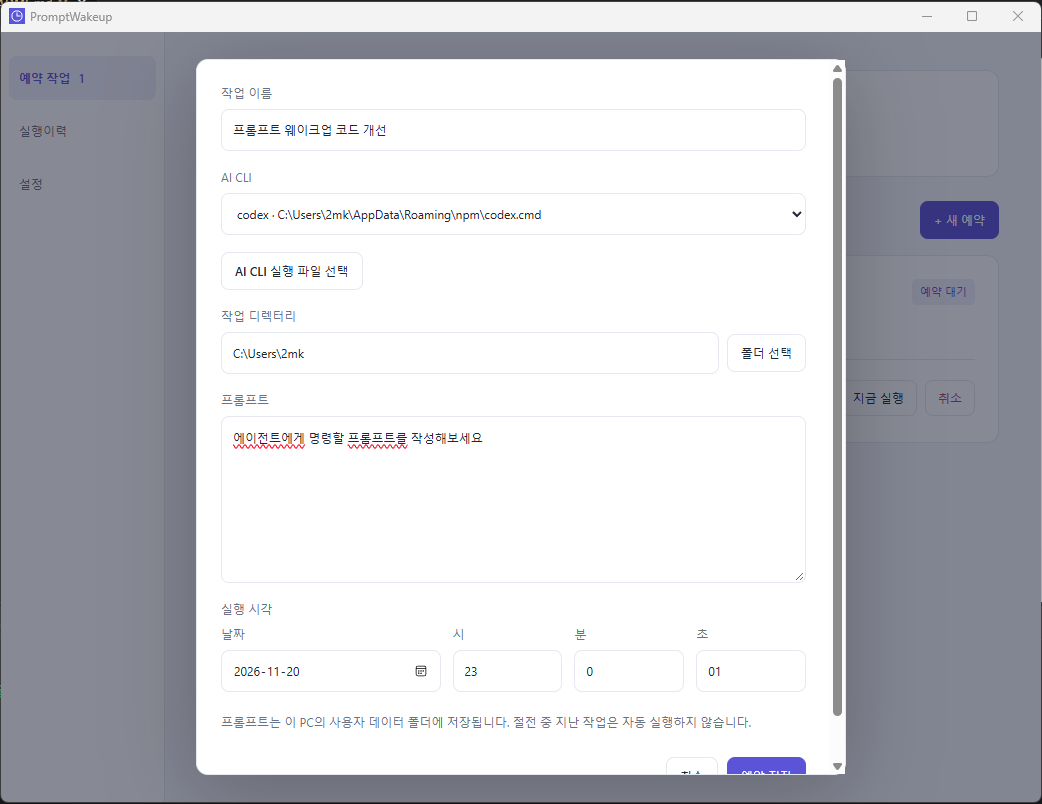 PromptWakeup
예약 작업 1
실행이력
설정
+ 새 예약
예약 대기
지금 실행
취소
작업 이름
프롬프트 웨이크업 코드 개선
AI CLI
codex · C:\Users\2mk\AppData\Roaming\npm\codex.cmd
AI CLI 실행 파일 선택
작업 디렉터리
C:\Users\2mk
폴더 선택
프롬프트
에이전트에게 명령할 프롬프트를 작성해보세요
실행 시각
날짜 시 분 초
2026-11-20 23 0 01
프롬프트는 이 PC의 사용자 데이터 폴더에 저장됩니다. 절전 중 지난 작업은 자동 실행하지 않습니다.